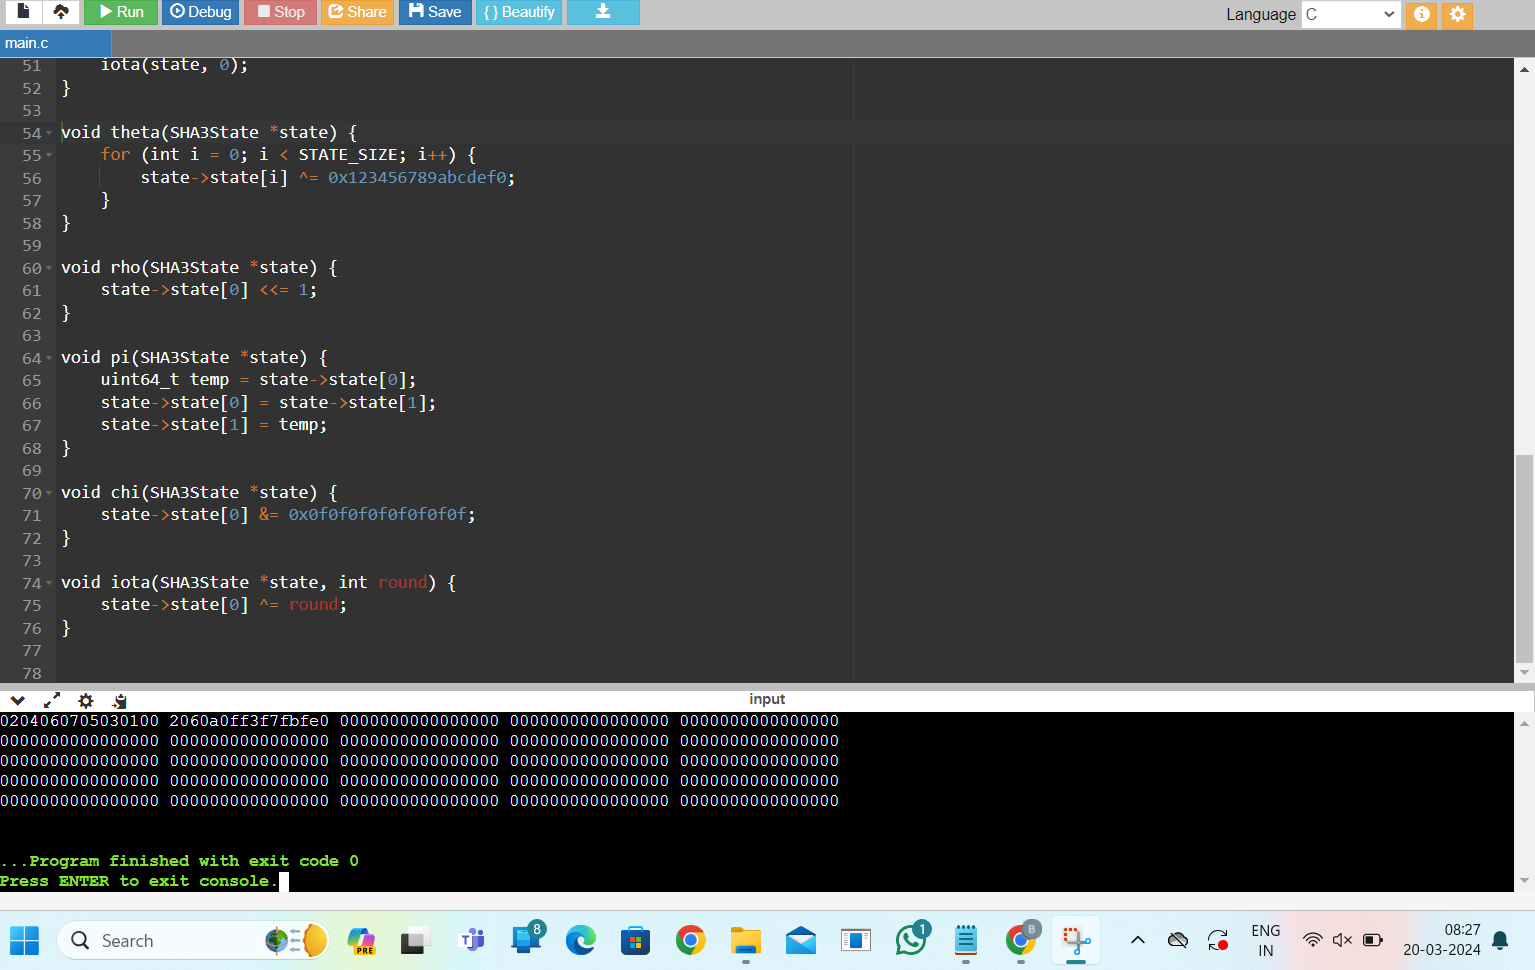 Run Debug Stop Share Save { } Beautify Language C
main.c
51 iota(state, 0);
52 }
53
54 void theta(SHA3State *state) {
55 for (int i = 0; i < STATE_SIZE; i++) {
56 state->state[i] ^= 0x123456789abcdef0;
57 }
58 }
59
60 void rho(SHA3State *state) {
61 state->state[0] <<= 1;
62 }
63
64 void pi(SHA3State *state) {
65 uint64_t temp = state->state[0];
66 state->state[0] = state->state[1];
67 state->state[1] = temp;
68 }
69
70 void chi(SHA3State *state) {
71 state->state[0] &= 0x0f0f0f0f0f0f0f0f;
72 }
73
74 void iota(SHA3State *state, int round) {
75 state->state[0] ^= round;
76 }
77
78
input
0204060705030100 2060a0ff3f7fbfe0 0000000000000000 0000000000000000 0000000000000000
0000000000000000 0000000000000000 0000000000000000 0000000000000000 0000000000000000
0000000000000000 0000000000000000 0000000000000000 0000000000000000 0000000000000000
0000000000000000 0000000000000000 0000000000000000 0000000000000000 0000000000000000
0000000000000000 0000000000000000 0000000000000000 0000000000000000 0000000000000000
...Program finished with exit code 0
Press ENTER to exit console.
Search PRE 8 1 B ENG 08:27
IN 20-03-2024